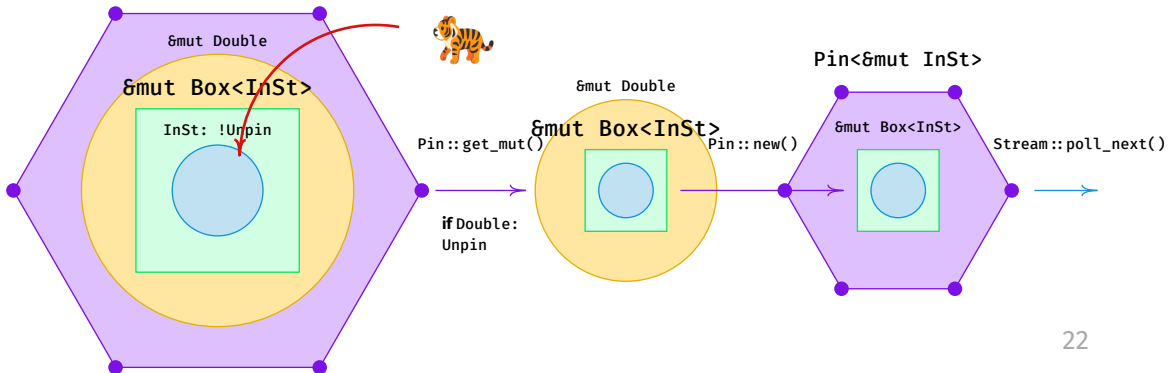 &mut Double
&mut Box<InSt>
InSt: !Unpin
Pin::get_mut()
if Double:
Unpin
&mut Double
&mut Box<InSt>
Pin::new()
Pin<&mut InSt>
&mut Box<InSt>
Stream::poll_next()
22